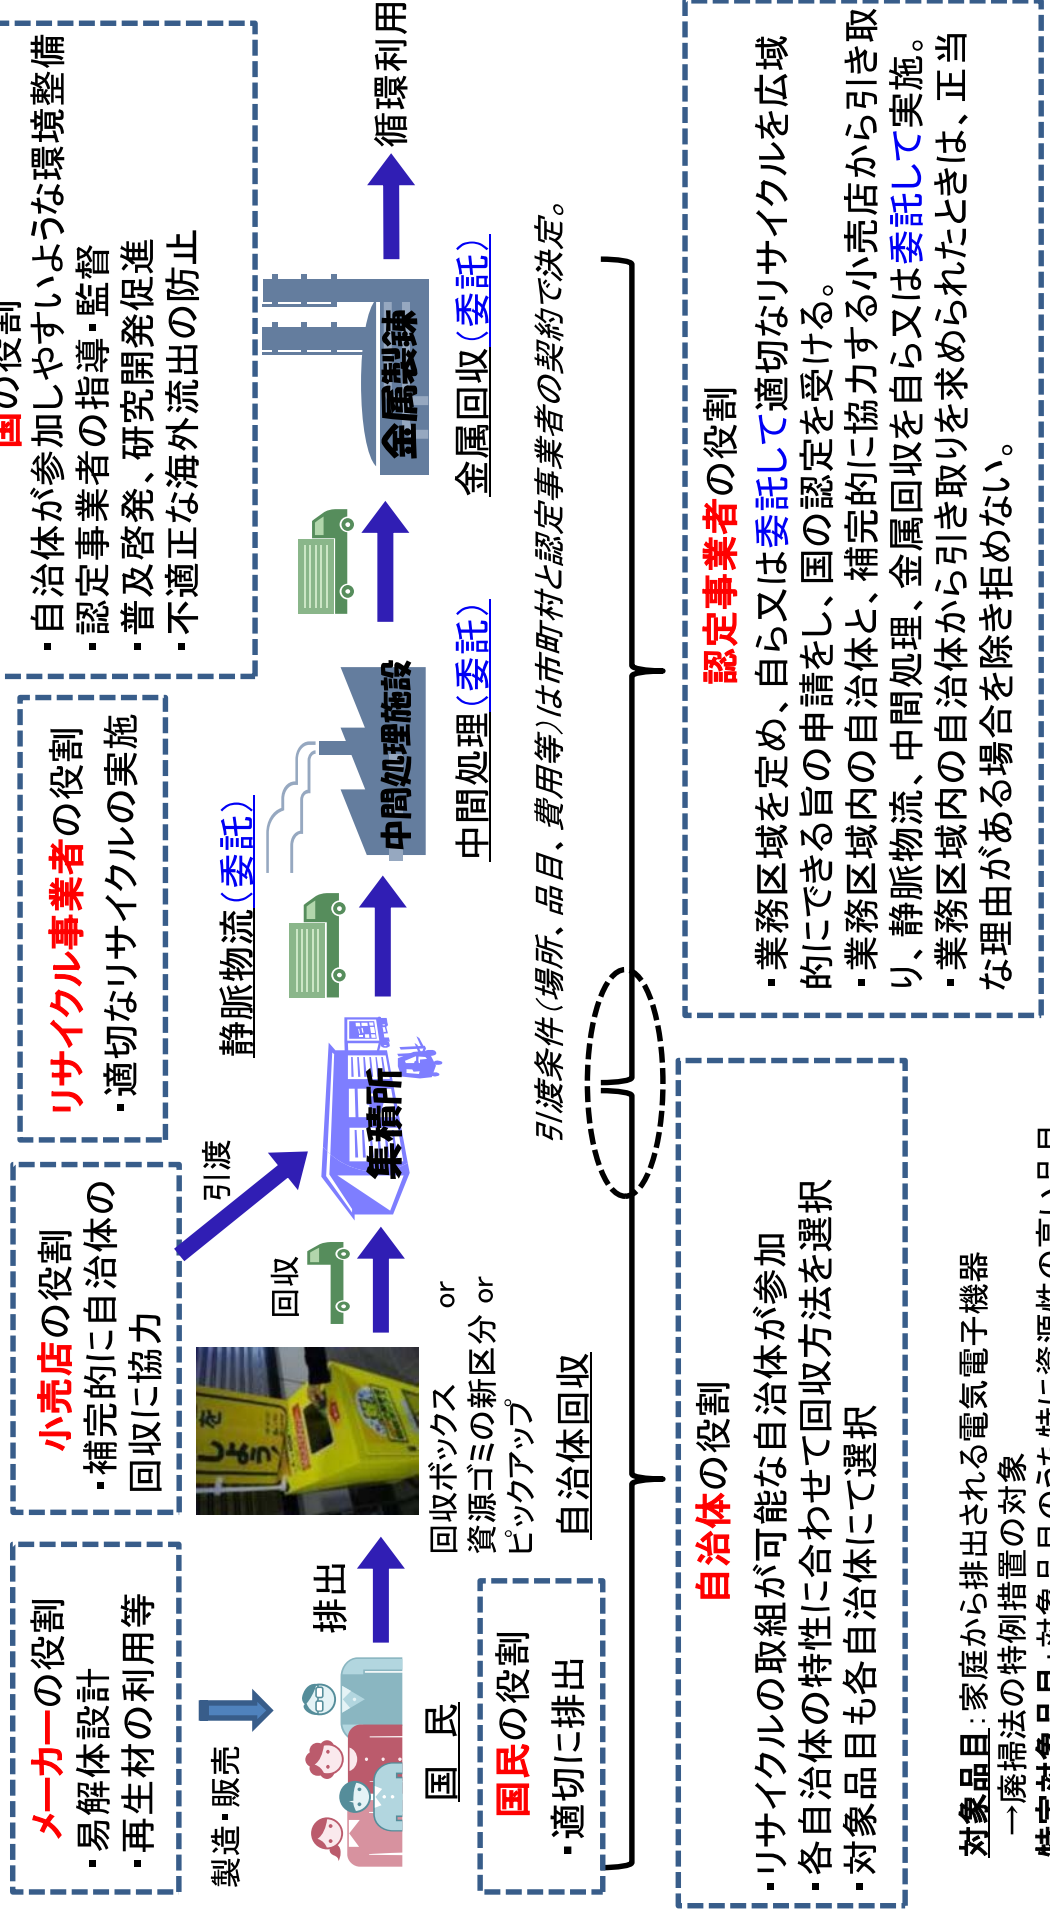 メーカーの役割
・易解体設計
・再生材の利用等
小売店の役割
・補完的に自治体の
回収に協力
リサイクル事業者の役割
・適切なリサイクルの実施
国の役割
・自治体が参加しやすいような環境整備
・認定事業者の指導・監督
・普及啓発、研究開発促進
・不適正な海外流出の防止
製造・販売
引渡
静脈物流(委託)
排出
回収
集積所
中間処理施設
金属製錬
循環利用
国 民
回収ボックス or
資源ゴミの新区分 or
ピックアップ
中間処理(委託)
金属回収(委託)
国民の役割
・適切に排出
自治体回収
引渡条件(場所、品目、費用等)は市町村と認定事業者の契約で決定。
自治体の役割
・リサイクルの取組が可能な自治体が参加
・各自治体の特性に合わせて回収方法を選択
・対象品目も各自治体にて選択
認定事業者の役割
・業務区域を定め、自ら又は委託して適切なリサイクルを広域
的にできる旨の申請をし、国の認定を受ける。
・業務区域内の自治体と、補完的に協力する小売店から引き取
り、静脈物流、中間処理、金属回収を自ら又は委託して実施。
・業務区域内の自治体から引き取りを求められたときは、正当
な理由がある場合を除き拒めない。
対象品目:家庭から排出される電気電子機器
→廃掃法の特例措置の対象
特定対象品目:対象品目のうち特に資源性の高い品目